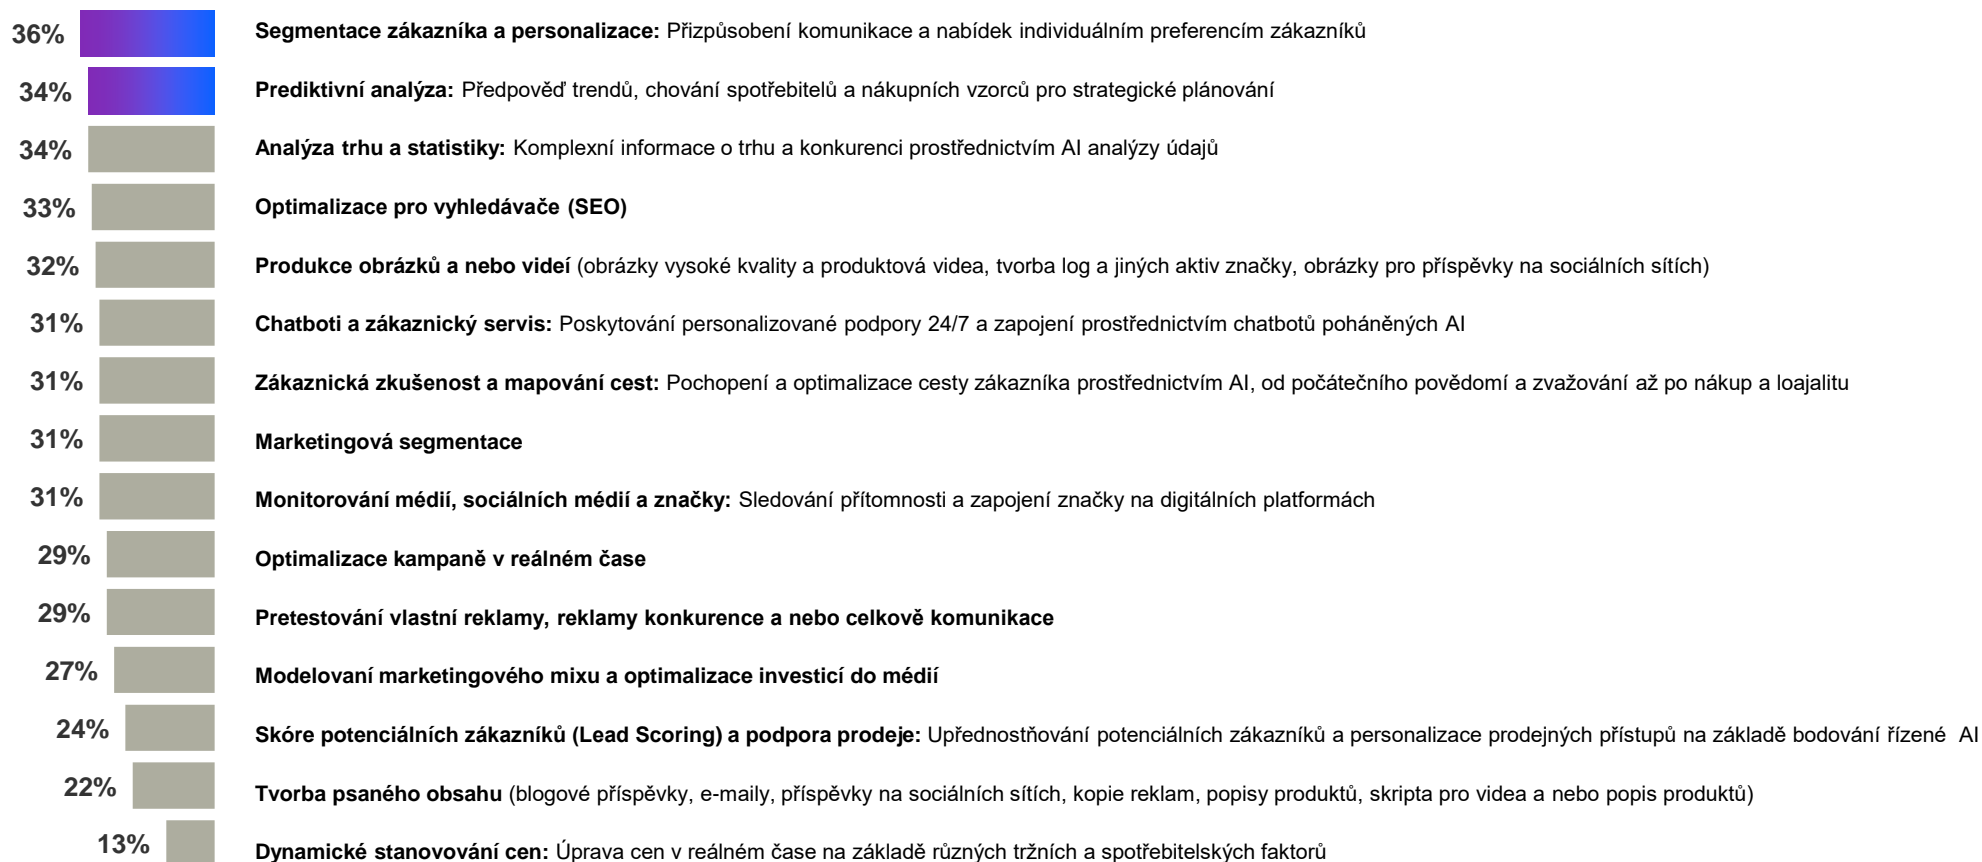 36% Segmentace zákazníka a personalizace: Přizpůsobení komunikace a nabídek individuálním preferencím zákazníků
34% Prediktivní analýza: Předpověď trendů, chování spotřebitelů a nákupních vzorců pro strategické plánování
34% Analýza trhu a statistiky: Komplexní informace o trhu a konkurenci prostřednictvím AI analýzy údajů
33% Optimalizace pro vyhledávače (SEO)
32% Produkce obrázků a nebo videí (obrázky vysoké kvality a produktová videa, tvorba log a jiných aktiv značky, obrázky pro příspěvky na sociálních sítích)
31% Chatboti a zákaznický servis: Poskytování personalizované podpory 24/7 a zapojení prostřednictvím chatbotů poháněných AI
31% Zákaznická zkušenost a mapování cest: Pochopení a optimalizace cesty zákazníka prostřednictvím AI, od počátečního povědomí a zvažování až po nákup a loajalitu
31% Marketingová segmentace
31% Monitorování médií, sociálních médií a značky: Sledování přítomnosti a zapojení značky na digitálních platformách
29% Optimalizace kampaně v reálném čase
29% Pretestování vlastní reklamy, reklamy konkurence a nebo celkově komunikace
27% Modelovaní marketingového mixu a optimalizace investicí do médií
24% Skóre potenciálních zákazníků (Lead Scoring) a podpora prodeje: Upřednostňování potenciálních zákazníků a personalizace prodejných přístupů na základě bodování řízené AI
22% Tvorba psaného obsahu (blogové příspěvky, e-maily, příspěvky na sociálních sítích, kopie reklam, popisy produktů, skripta pro videa a nebo popis produktů)
13% Dynamické stanovování cen: Úprava cen v reálném čase na základě různých tržních a spotřebitelských faktorů